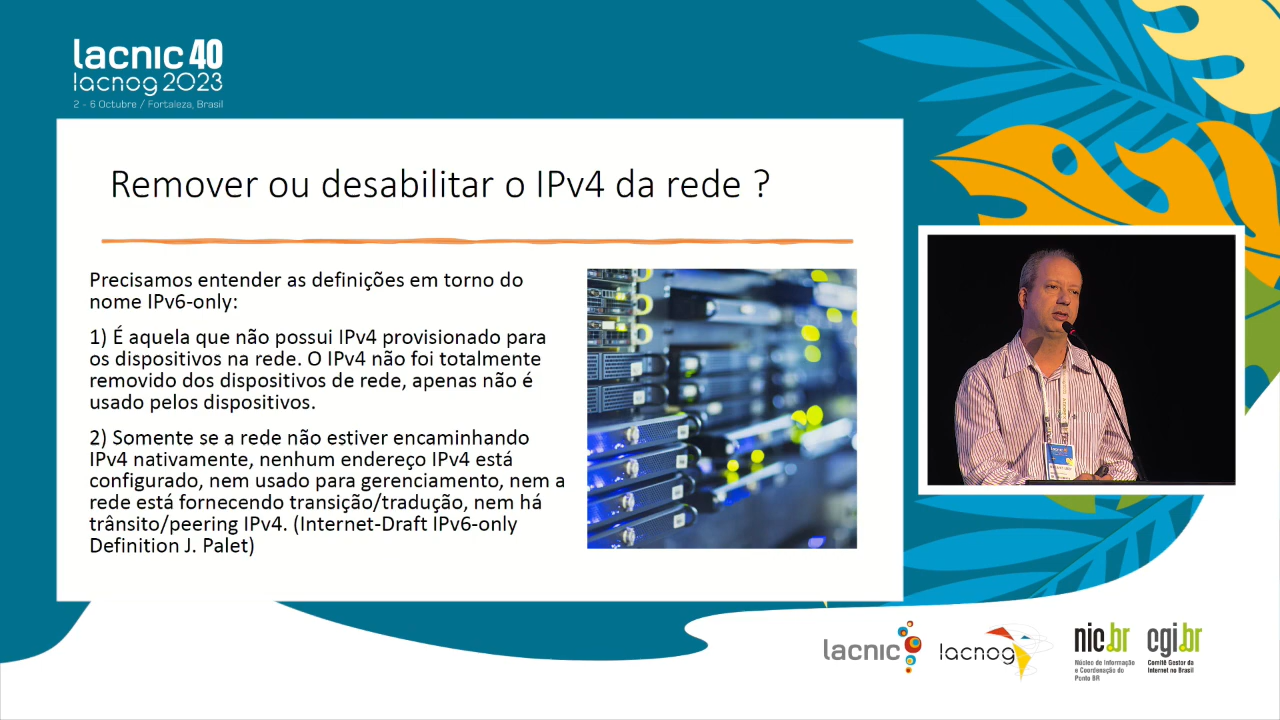 lacnic 40
lacnog 2023
2 - 6 Octubre / Fortaleza, Brasil
Remover ou desabilitar o IPv4 da rede ?
Precisamos entender as definições em torno do
nome IPv6-only:
1) É aquela que não possui IPv4 provisionado para
os dispositivos na rede. O IPv4 não foi totalmente
removido dos dispositivos de rede, apenas não é
usado pelos dispositivos.
2) Somente se a rede não estiver encaminhando
IPv4 nativamente, nenhum endereço IPv4 está
configurado, nem usado para gerenciamento, nem a
rede está fornecendo transição/tradução, nem há
trânsito/peering IPv4. (Internet-Draft IPv6-only
Definition J. Palet)
lacnic
lacnog
nic.br
Núcleo de Informação
e Coordenação do
Ponto BR
cgi.br
Comitê Gestor da
Internet no Brasil